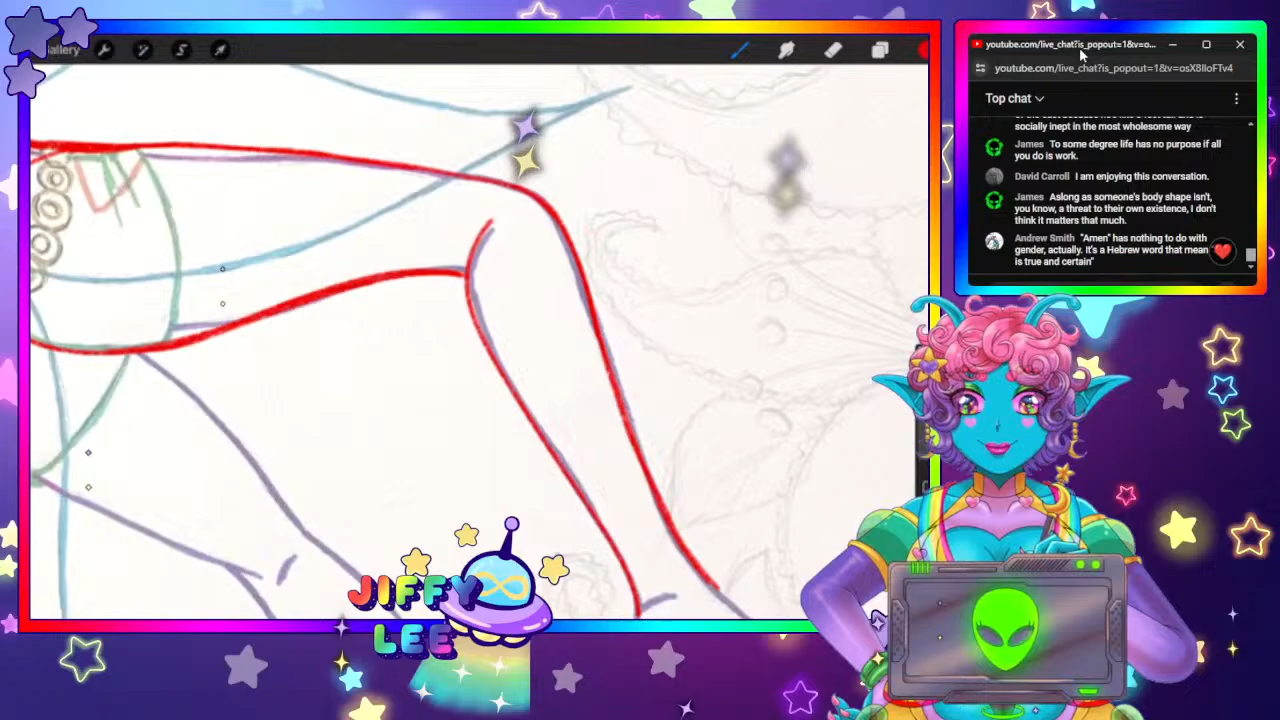 allery
youtube.com/live_chat?is_popout=1&v=o...
youtube.com/live_chat?is_popout=1&v=osX8lIoFTv4
Top chat
socially inept in the most wholesome way
James To some degree life has no purpose if all
you do is work.
David Carroll I am enjoying this conversation.
James Aslong as someone's body shape isn't,
you know, a threat to their own existence, I don't
think it matters that much.
Andrew Smith "Amen" has nothing to do with
gender, actually. It's a Hebrew word that mean
is true and certain"
JIFFY
LEE